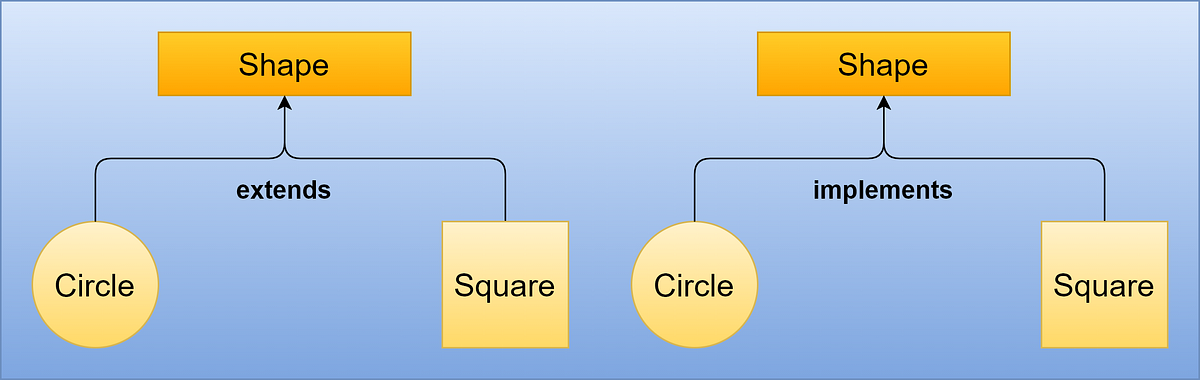 Shape
extends
Circle
Square
Shape
implements
Circle
Square